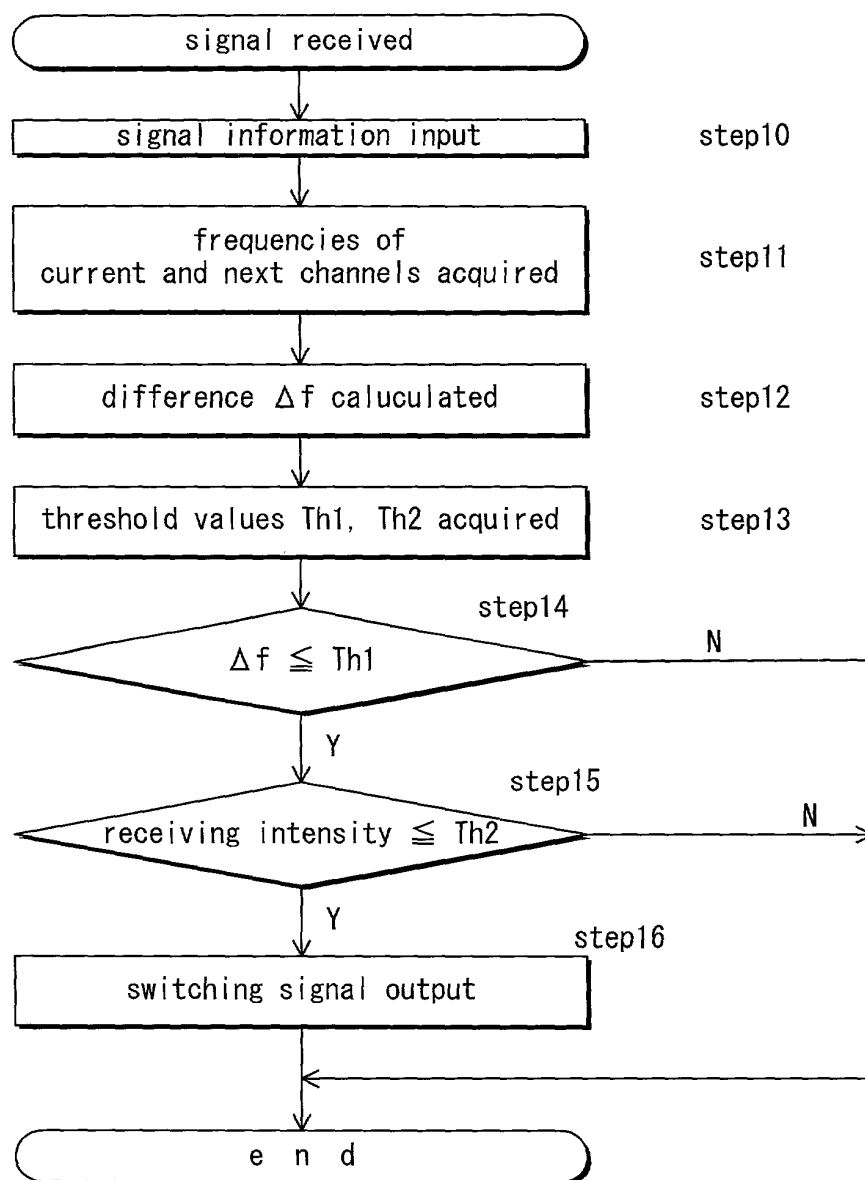 signal received
signal information input
step10
frequencies of
current and next channels acquired
step11
difference Δf caluculated
step12
threshold values Th1, Th2 acquired
step13
step14
Δf ≦ Th1
N
Y
step15
receiving intensity ≦ Th2
N
Y
step16
switching signal output
e n d